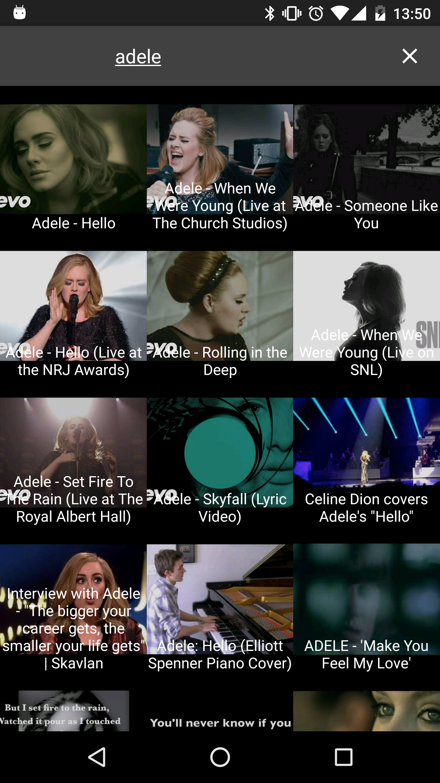 13:50
adele
evo
Adele - Hello
evo
Adele - When We
Were Young (Live at
The Church Studios)
evo
Adele - Someone Like
You
evo
Adele - Hello (Live at
the NRJ Awards)
evo
Adele - Rolling in the
Deep
SNL
Adele - When We
Were Young (Live on
SNL)
evo
Adele - Set Fire To
The Rain (Live at The
Royal Albert Hall)
evo
Adele - Skyfall (Lyric
Video)
Celine Dion covers
Adele's "Hello"
Interview with Adele
- "The bigger your
career gets, the
smaller your life gets"
| Skavlan
Adele: Hello (Elliott
Spenner Piano Cover)
ADELE - 'Make You
Feel My Love'
But I set fire to the rain,
Watched it pour as I touched
You'll never know if you